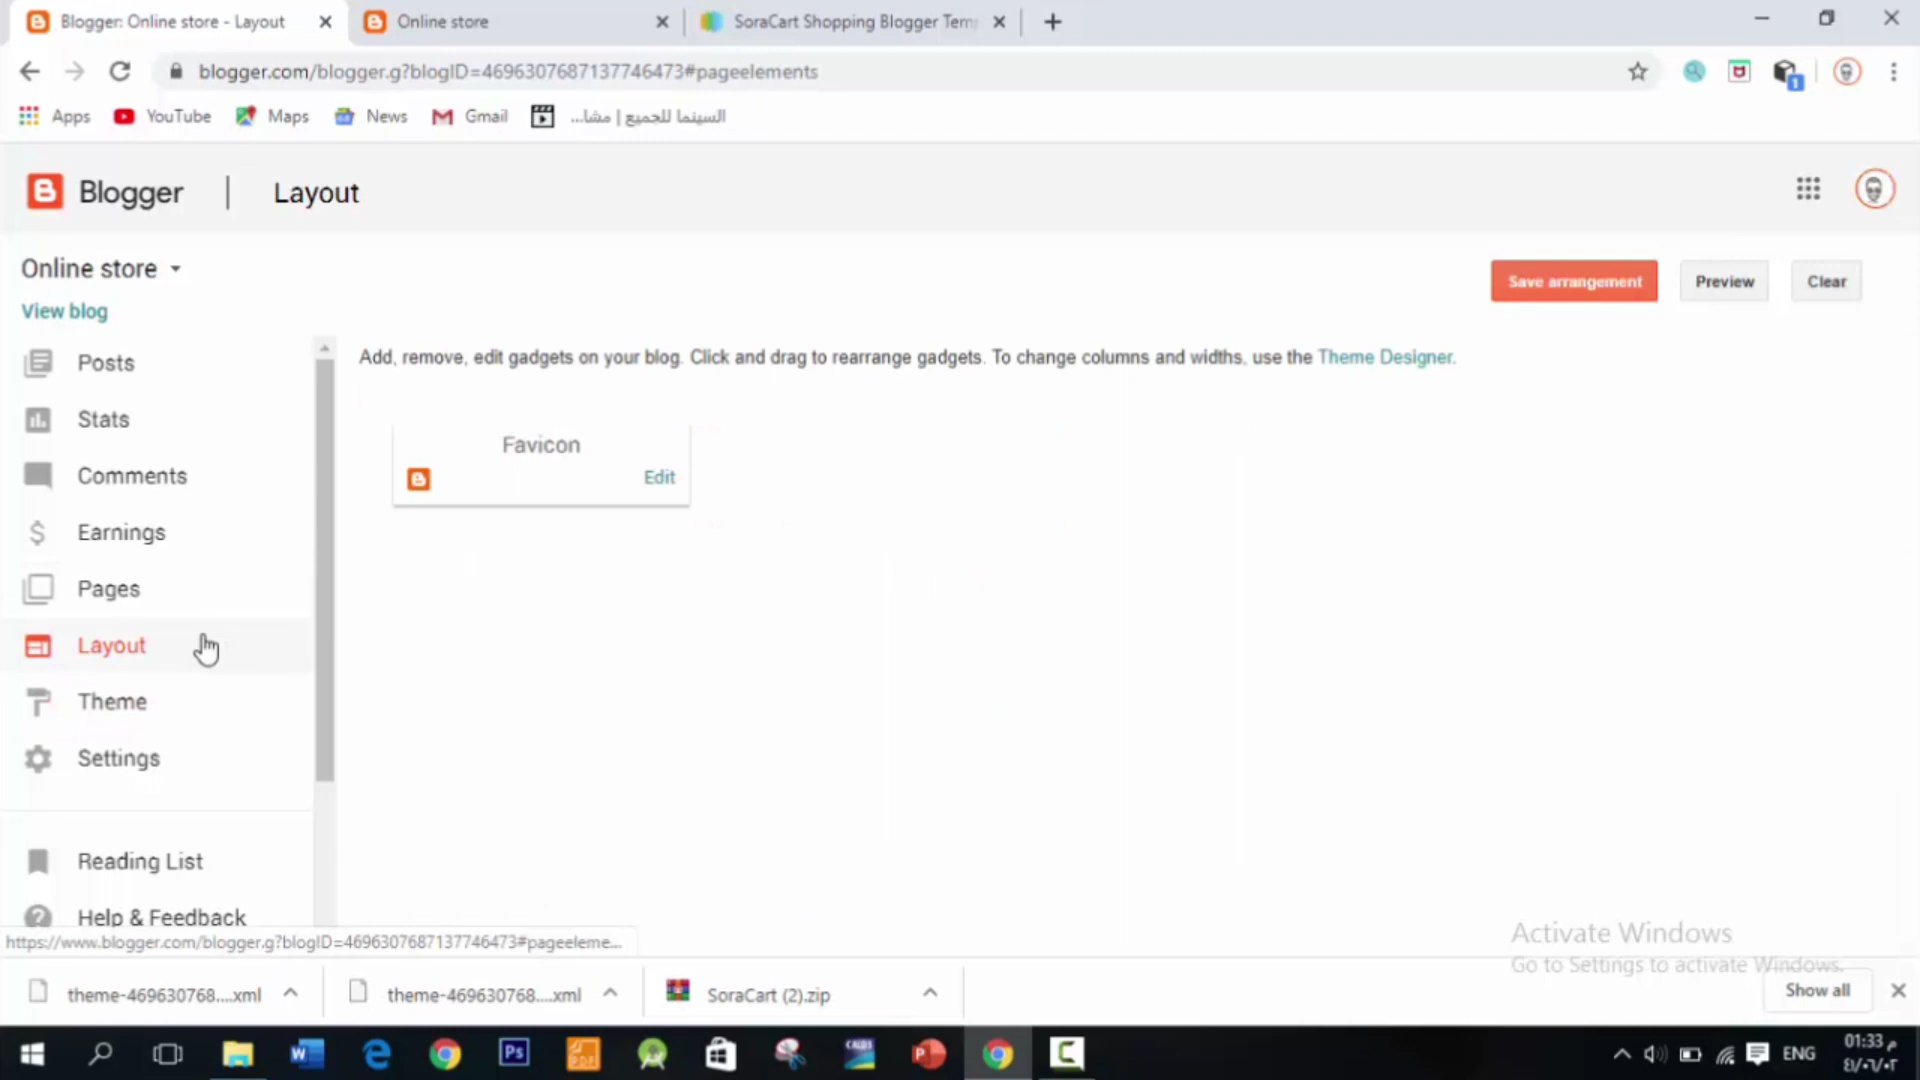 Blogger: Online store - Layout
Online store
SoraCart Shopping Blogger Tem
blogger.com/blogger.g?blogID=4696307687137746473#pageelements
Apps
YouTube
Maps
News
Gmail
السينما للجميع | مشا...
Blogger | Layout
Online store
View blog
Save arrangement
Preview
Clear
Add, remove, edit gadgets on your blog. Click and drag to rearrange gadgets. To change columns and widths, use the Theme Designer.
Favicon
Edit
Posts
Stats
Comments
Earnings
Pages
Layout
Theme
Settings
Reading List
Help & Feedback
https://www.blogger.com/blogger.g?blogID=4696307687137746473#pageeleme...
Activate Windows
Go to Settings to activate Windows.
theme-469630768....xml
theme-469630768....xml
SoraCart (2).zip
Show all
Ps
PDF
ENG
01:33 م